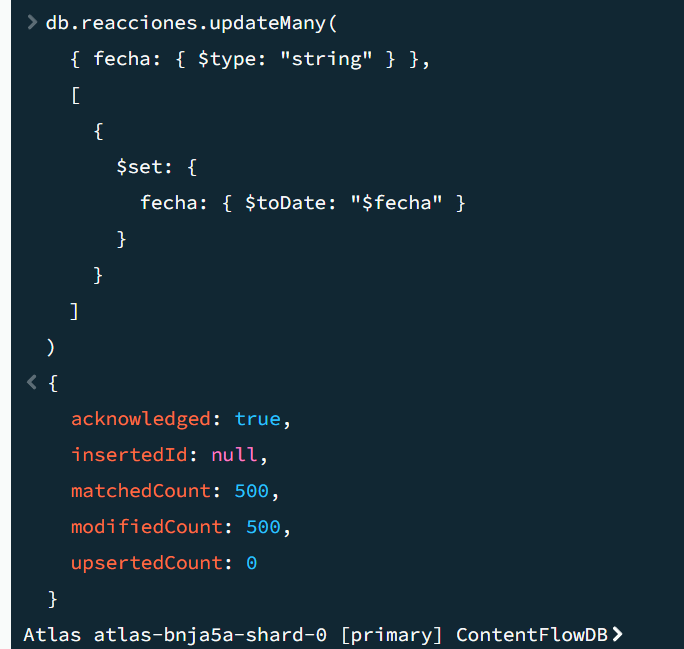 > db.reacciones.updateMany(
{ fecha: { $type: "string" } },
[
{
$set: {
fecha: { $toDate: "$fecha" }
}
}
]
)
< {
acknowledged: true,
insertedId: null,
matchedCount: 500,
modifiedCount: 500,
upsertedCount: 0
}
Atlas atlas-bnja5a-shard-0 [primary] ContentFlowDB>